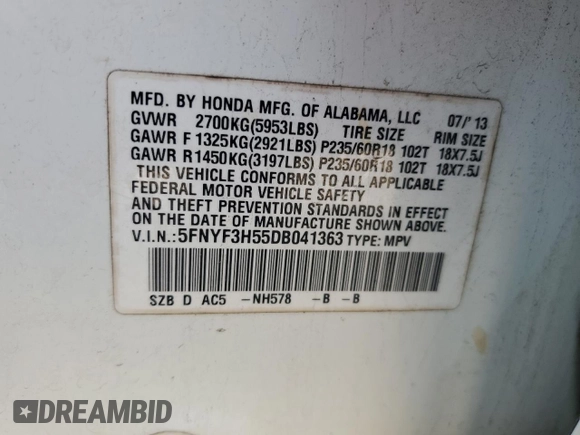 MFD. BY HONDA MFG. OF ALABAMA, LLC 07/'13
GVWR 2700KG(5953LBS) TIRE SIZE RIM SIZE
GAWR F 1325KG(2921LBS) P235/60R18 102T 18X7.5J
GAWR R 1450KG(3197LBS) P235/60R18 102T 18X7.5J
THIS VEHICLE CONFORMS TO ALL APPLICABLE
FEDERAL MOTOR VEHICLE SAFETY
AND THEFT PREVENTION STANDARDS IN EFFECT
ON THE DATE OF MANUFACTURE SHOWN ABOVE.
V.I.N.:5FNYF3H55DB041363 TYPE: MPV
SZB D AC5 -NH578 -B -B
DREAMBID